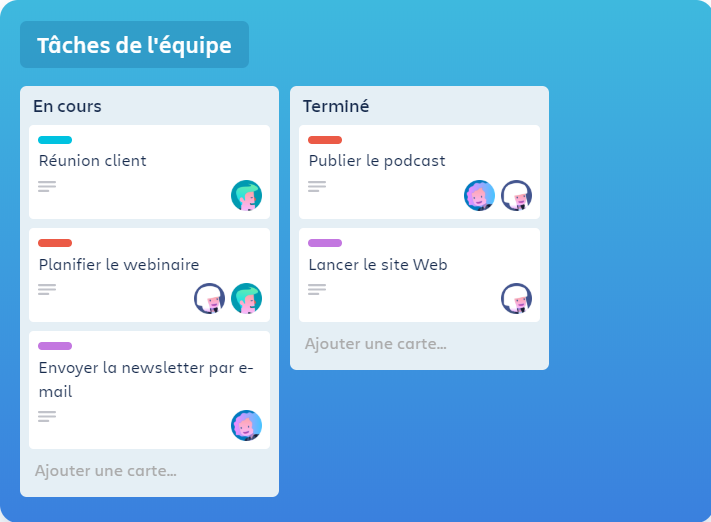 Tâches de l'équipe
En cours
Réunion client
Planifier le webinaire
Envoyer la newsletter par e-
mail
Ajouter une carte...
Terminé
Publier le podcast
Lancer le site Web
Ajouter une carte...